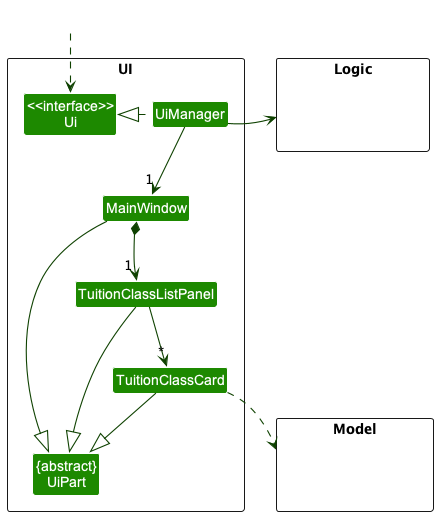 UI
Logic
<<interface>>
Ui
UiManager
1
MainWindow
1
TuitionClassListPanel
*
TuitionClassCard
Model
{abstract}
UiPart